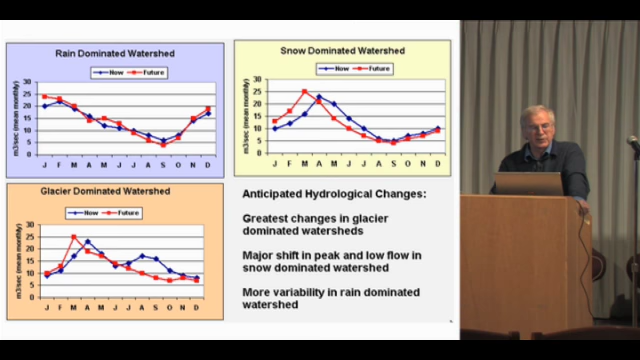 Rain Dominated Watershed
Now Future
m3/sec (mean monthly)
30
25
20
15
10
5
0
J F M A M J J A S O N D
Snow Dominated Watershed
Now Future
m3/sec (mean monthly)
30
25
20
15
10
5
0
J F M A M J J A S O N D
Glacier Dominated Watershed
Now Future
m3/sec (mean monthly)
30
25
20
15
10
5
0
J F M A M J J A S O N D
Anticipated Hydrological Changes:
Greatest changes in glacier
dominated watersheds
Major shift in peak and low flow in
snow dominated watershed
More variability in rain dominated
watershed